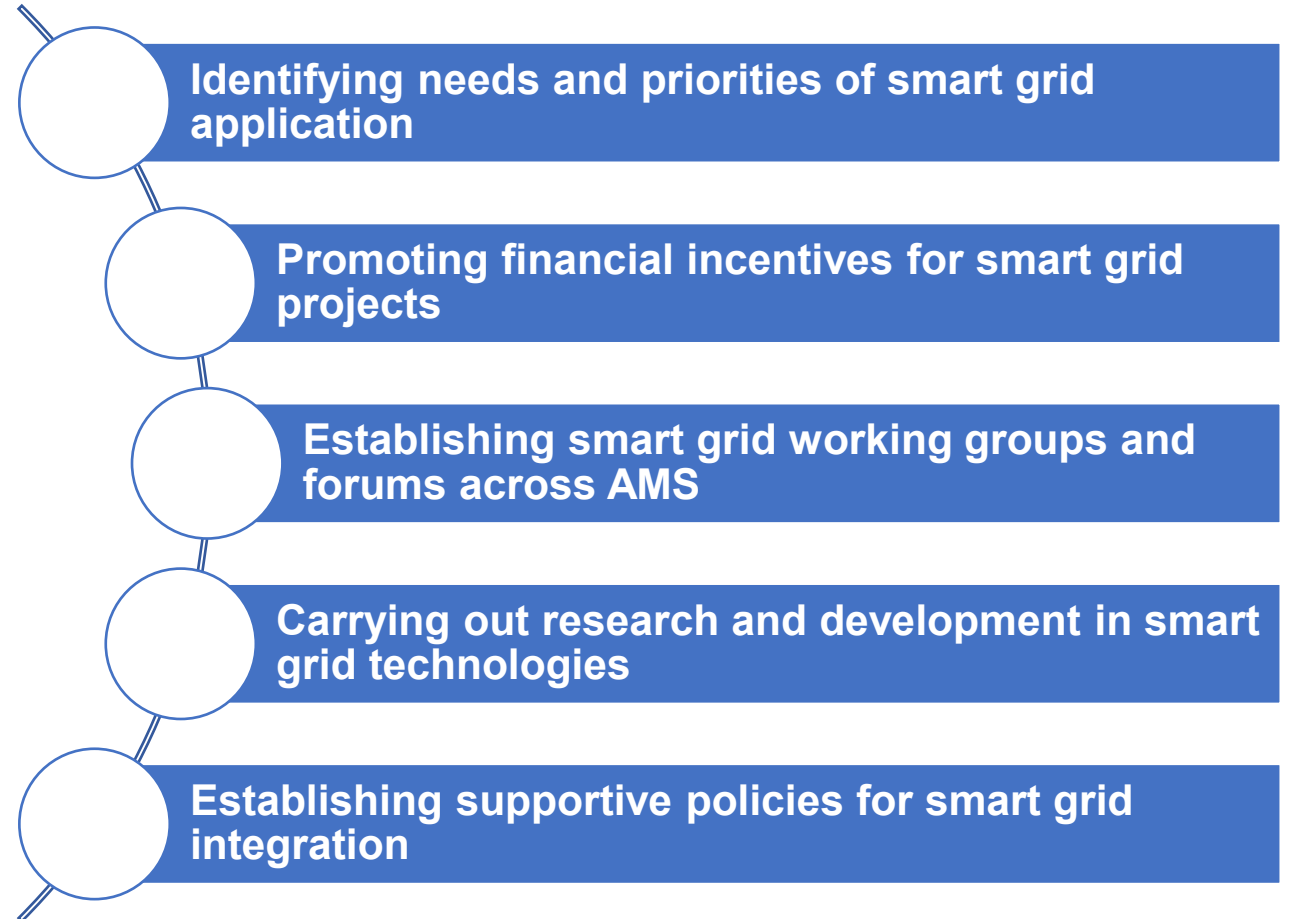 Identifying needs and priorities of smart grid
application
Promoting financial incentives for smart grid
projects
Establishing smart grid working groups and
forums across AMS
Carrying out research and development in smart
grid technologies
Establishing supportive policies for smart grid
integration